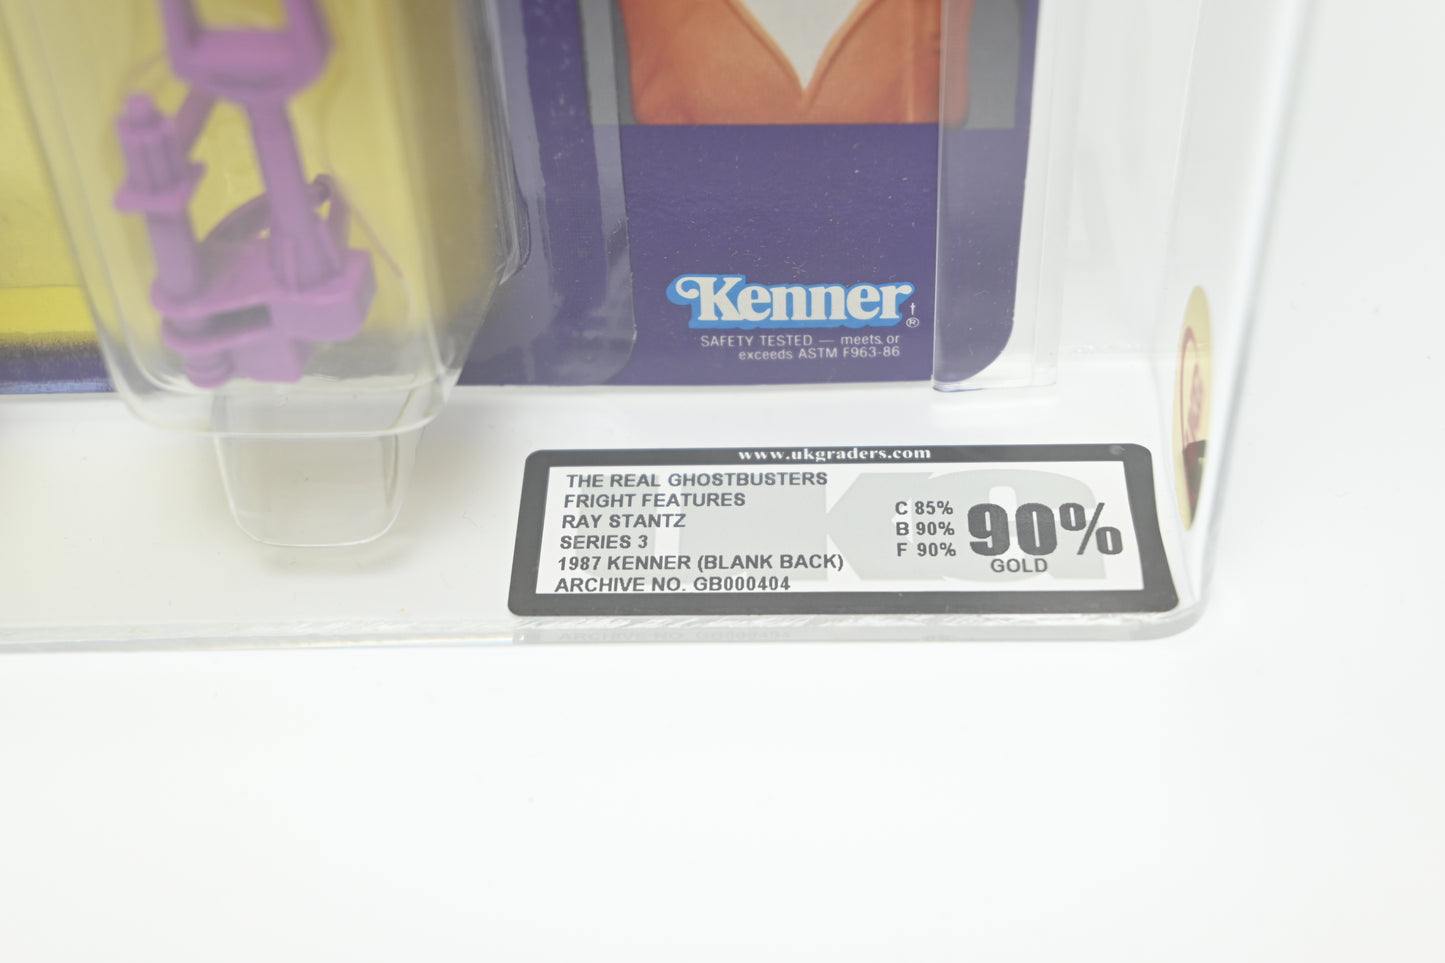 Kenner †
®
SAFETY TESTED — meets or
exceeds ASTM F963-86
www.ukgraders.com
THE REAL GHOSTBUSTERS
FRIGHT FEATURES
RAY STANTZ
SERIES 3
1987 KENNER (BLANK BACK)
ARCHIVE NO. GB000404
C 85%
B 90%
F 90%
90%
GOLD